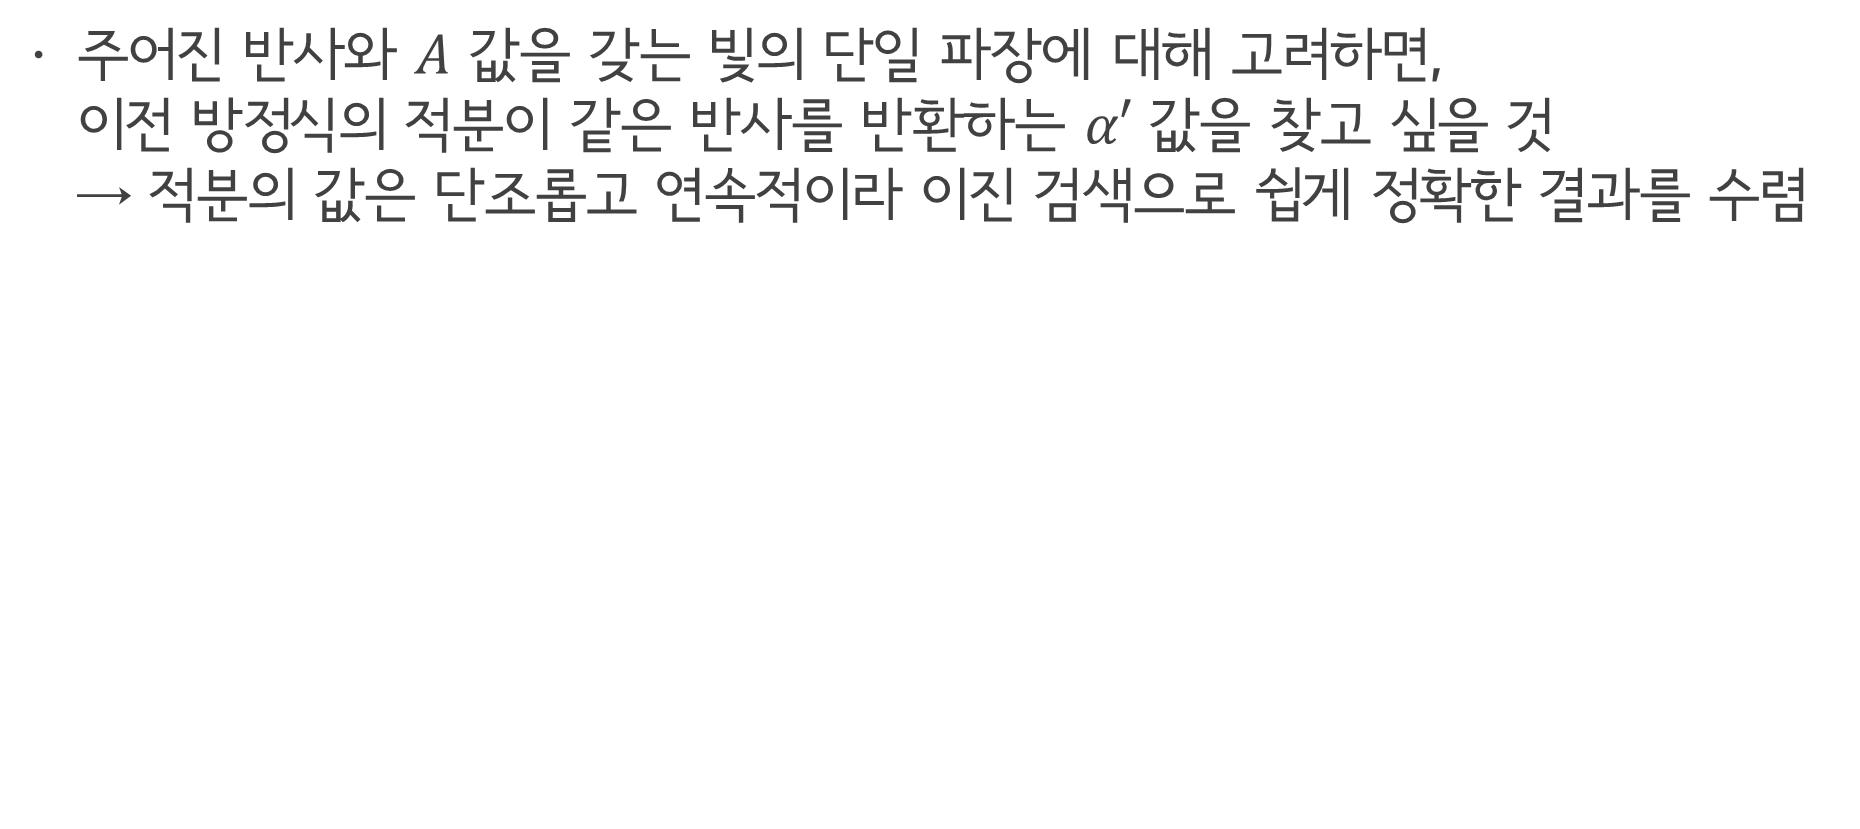 · 주어진 반사와 A 값을 갖는 빛의 단일 파장에 대해 고려하면,
이전 방정식의 적분이 같은 반사를 반환하는 α′ 값을 찾고 싶을 것
→ 적분의 값은 단조롭고 연속적이라 이진 검색으로 쉽게 정확한 결과를 수렴